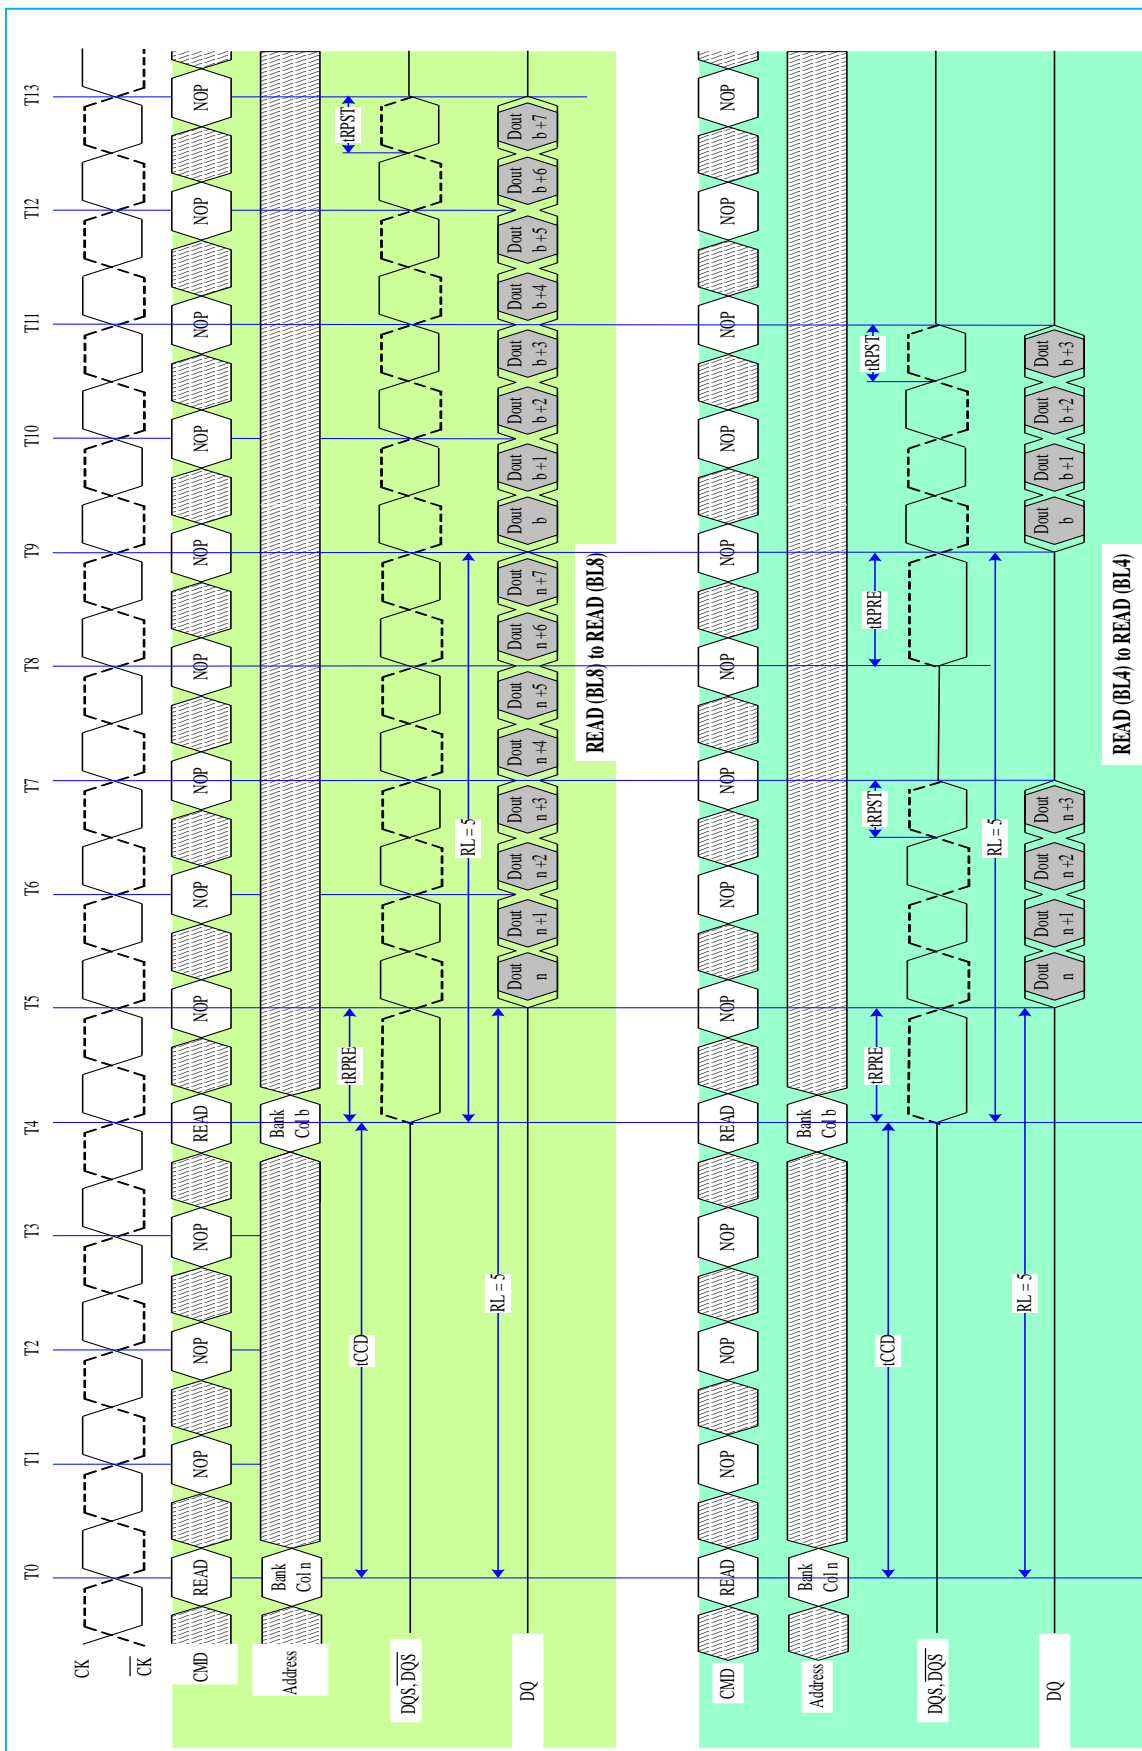 T0 T1 T2 T3 T4 T5 T6 T7 T8 T9 T10 T11 T12 T13
CK
CK
CMD READ NOP NOP NOP READ NOP NOP NOP NOP NOP NOP NOP NOP NOP
Address Bank Col n Bank Col b
tCCD tRPRE tRPST
DQS, DQS
RL = 5
RL = 5
DQ Dout n Dout n+1 Dout n+2 Dout n+3 Dout n+4 Dout n+5 Dout n+6 Dout n+7 Dout b Dout b+1 Dout b+2 Dout b+3 Dout b+4 Dout b+5 Dout b+6 Dout b+7
READ (BL8) to READ (BL8)
CMD READ NOP NOP NOP READ NOP NOP NOP NOP NOP NOP NOP NOP NOP
Address Bank Col n Bank Col b
tCCD tRPRE tRPST tRPRE tRPST
DQS, DQS
RL = 5
RL = 5
DQ Dout n Dout n+1 Dout n+2 Dout n+3 Dout b Dout b+1 Dout b+2 Dout b+3
READ (BL4) to READ (BL4)